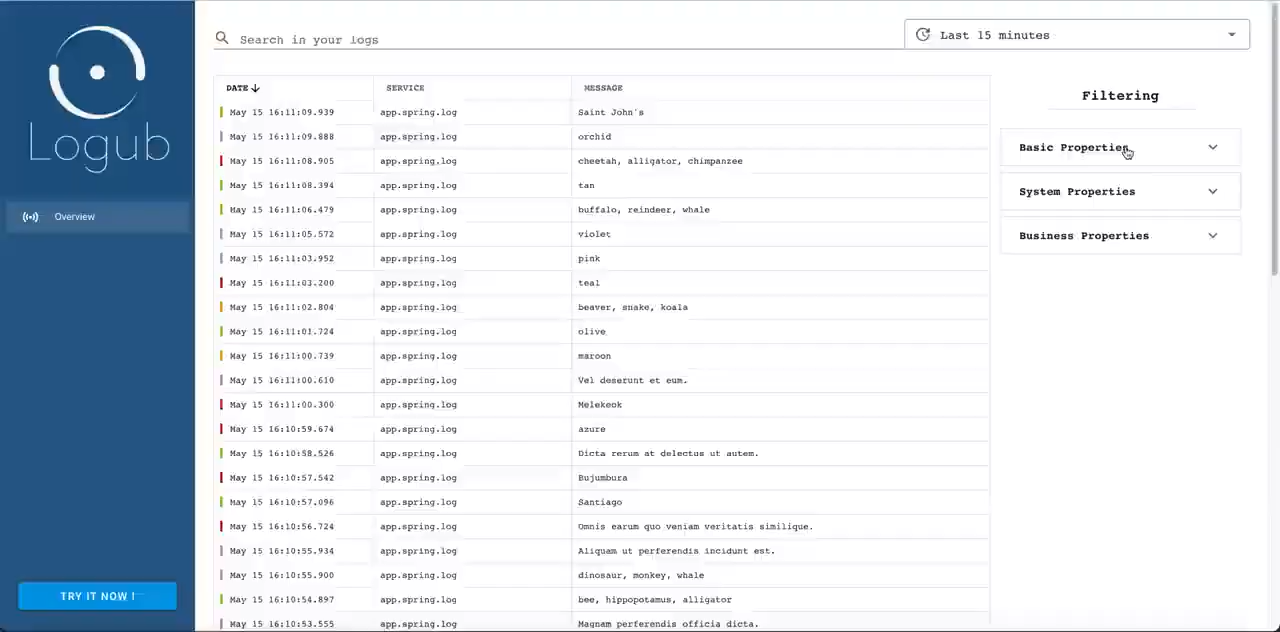 Logub
Overview
TRY IT NOW !
Search in your logs
Last 15 minutes
DATE SERVICE MESSAGE
May 15 16:11:09.939 app.spring.log Saint John's
May 15 16:11:09.888 app.spring.log orchid
May 15 16:11:08.905 app.spring.log cheetah, alligator, chimpanzee
May 15 16:11:08.394 app.spring.log tan
May 15 16:11:06.479 app.spring.log buffalo, reindeer, whale
May 15 16:11:05.572 app.spring.log violet
May 15 16:11:03.952 app.spring.log pink
May 15 16:11:03.200 app.spring.log teal
May 15 16:11:02.804 app.spring.log beaver, snake, koala
May 15 16:11:01.724 app.spring.log olive
May 15 16:11:00.739 app.spring.log maroon
May 15 16:11:00.610 app.spring.log Vel deserunt et eum.
May 15 16:11:00.300 app.spring.log Melekeok
May 15 16:10:59.674 app.spring.log azure
May 15 16:10:58.526 app.spring.log Dicta rerum at delectus ut autem.
May 15 16:10:57.542 app.spring.log Bujumbura
May 15 16:10:57.096 app.spring.log Santiago
May 15 16:10:56.724 app.spring.log Omnis earum quo veniam veritatis similique.
May 15 16:10:55.934 app.spring.log Aliquam ut perferendis incidunt est.
May 15 16:10:55.900 app.spring.log dinosaur, monkey, whale
May 15 16:10:54.897 app.spring.log bee, hippopotamus, alligator
May 15 16:10:53.555 app.spring.log Magnam perferendis officia dicta.
Filtering
Basic Properties
System Properties
Business Properties